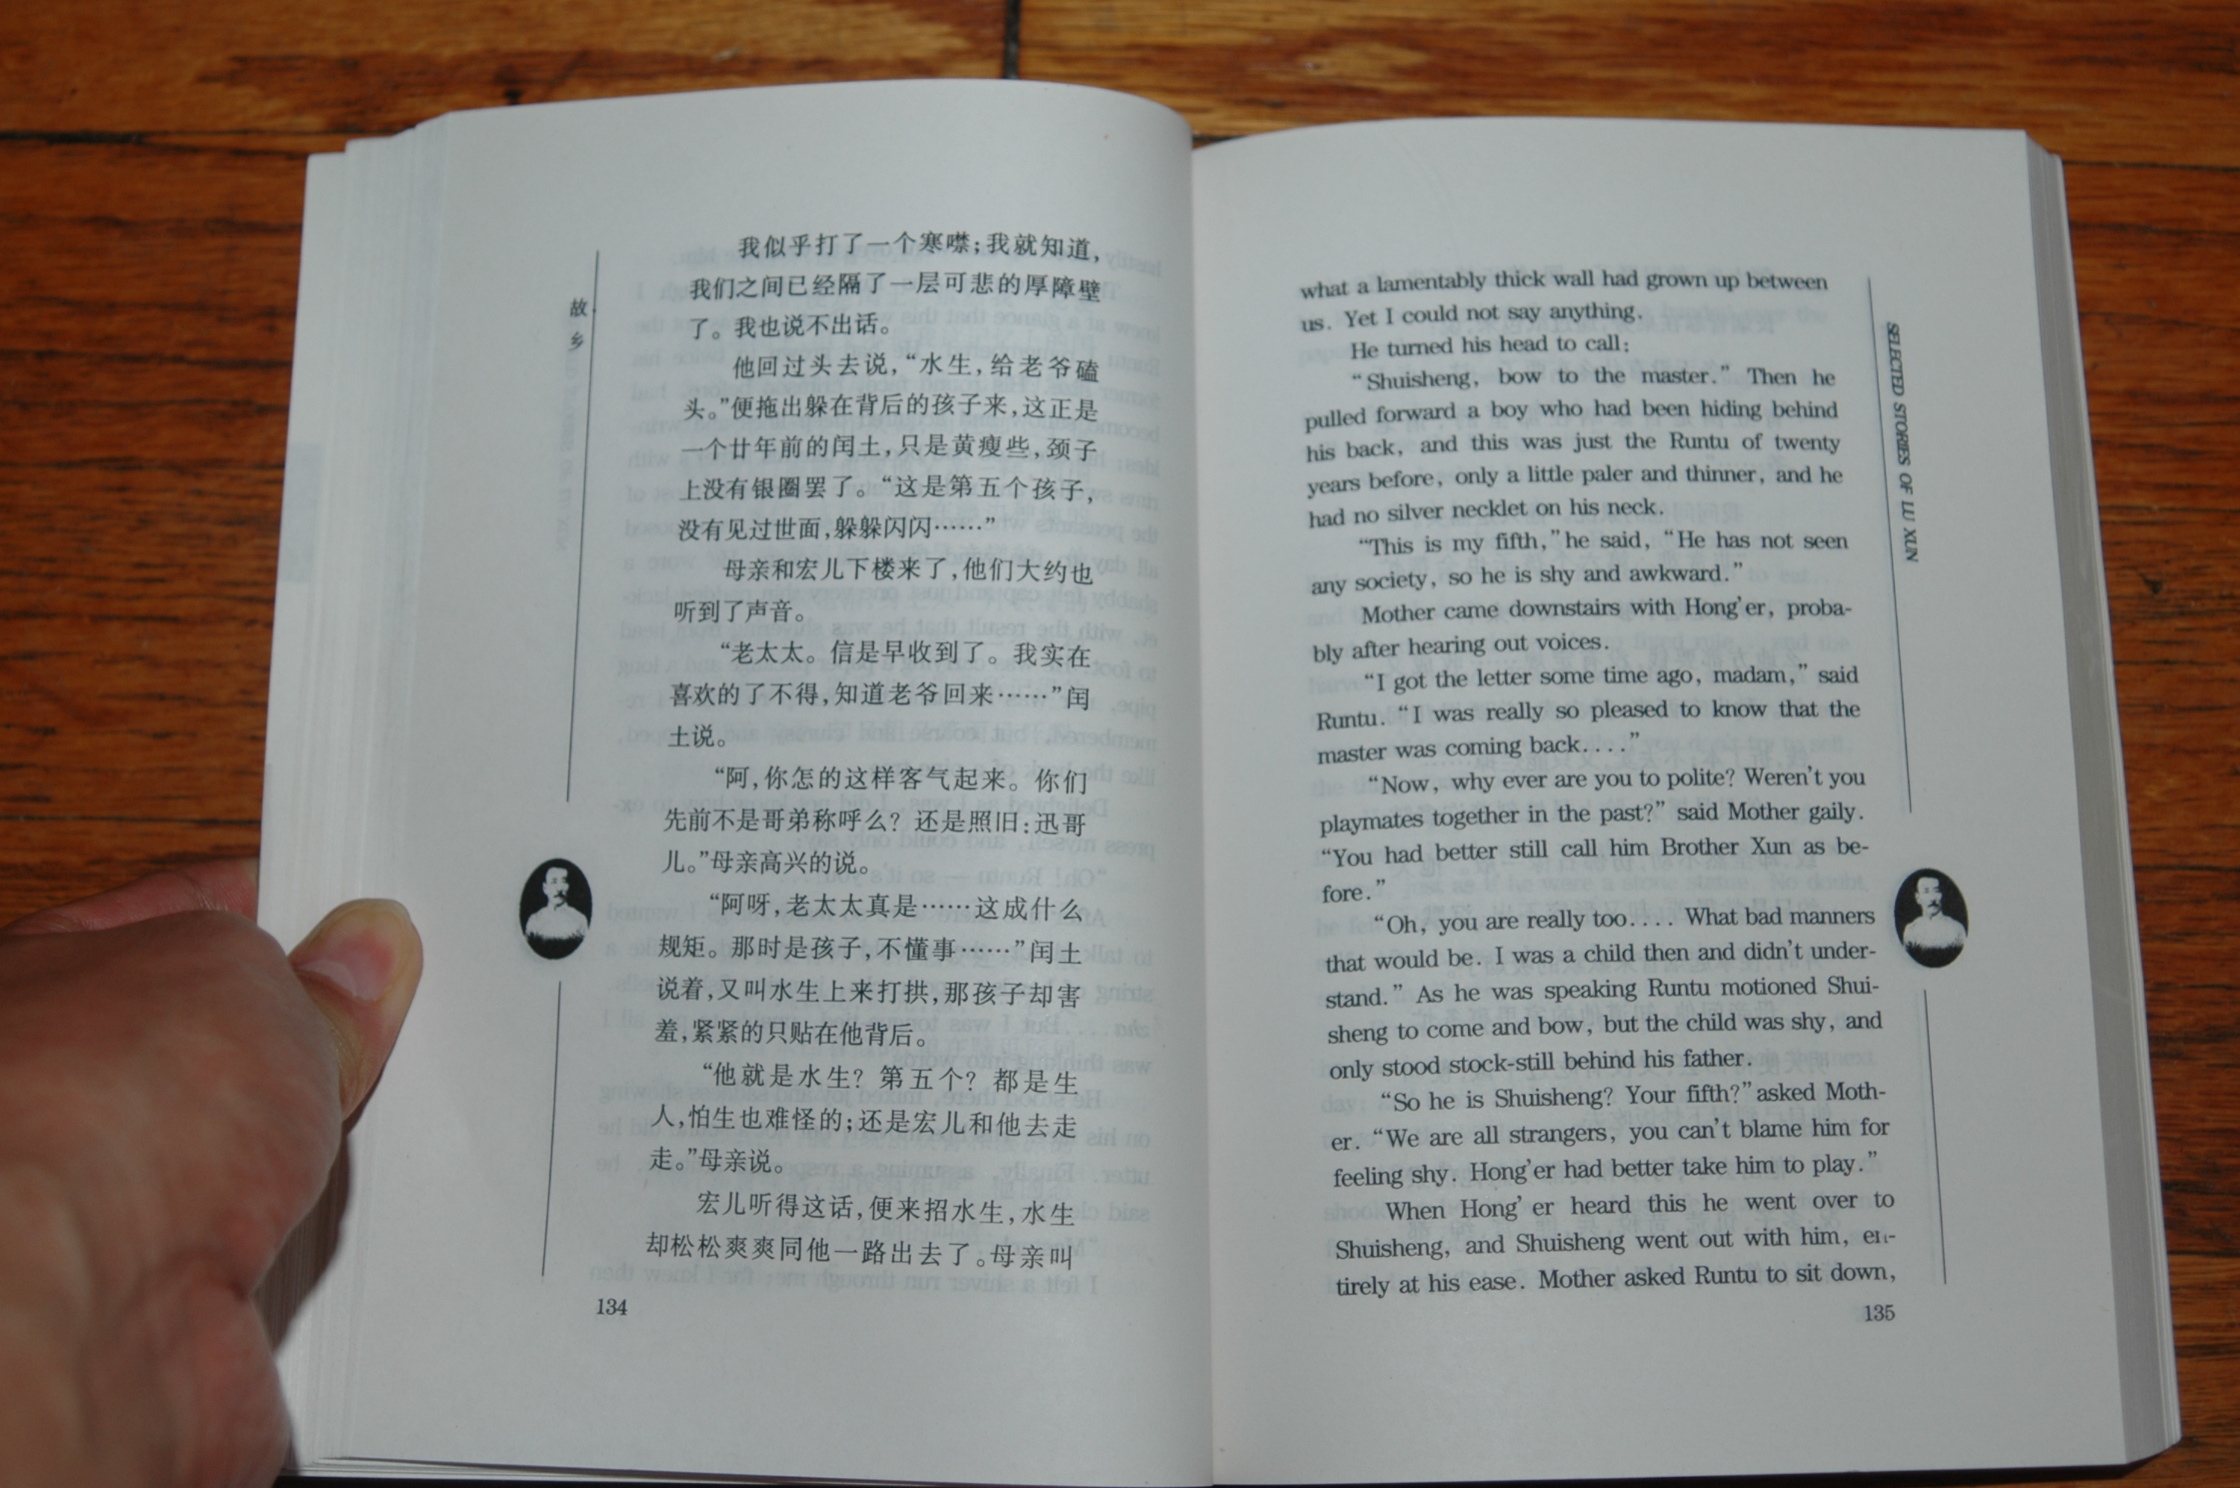 故
乡
我似乎打了一个寒噤；我就知道，
我们之间已经隔了一层可悲的厚障壁
了。我也说不出话。
他回过头去说，“水生，给老爷磕
头。”便拖出躲在背后的孩子来，这正是
一个廿年前的闰土，只是黄瘦些，颈子
上没有银圈罢了。“这是第五个孩子，
没有见过世面，躲躲闪闪……”
母亲和宏儿下楼来了，他们大约也
听到了声音。
“老太太。信是早收到了。我实在
喜欢的了不得，知道老爷回来……”闰
土说。
“阿，你怎的这样客气起来。你们
先前不是哥弟称呼么？还是照旧：迅哥
儿。”母亲高兴的说。
“阿呀，老太太真是……这成什么
规矩。那时是孩子，不懂事……”闰土
说着，又叫水生上来打拱，那孩子却害
羞，紧紧的只贴在他背后。
“他就是水生？第五个？都是生
人，怕生也难怪的；还是宏儿和他去走
走。”母亲说。
宏儿听得这话，便来招水生，水生
却松松爽爽同他一路出去了。母亲叫
134
SELECTED STORIES OF LU XUN
what a lamentably thick wall had grown up between
us. Yet I could not say anything.
He turned his head to call:
“Shuisheng, bow to the master.” Then he
pulled forward a boy who had been hiding behind
his back, and this was just the Runtu of twenty
years before, only a little paler and thinner, and he
had no silver necklet on his neck.
“This is my fifth,” he said, “He has not seen
any society, so he is shy and awkward.”
Mother came downstairs with Hong'er, proba-
bly after hearing out voices.
“I got the letter some time ago, madam,” said
Runtu. “I was really so pleased to know that the
master was coming back....”
“Now, why ever are you to polite? Weren't you
playmates together in the past?” said Mother gaily.
“You had better still call him Brother Xun as be-
fore.”
“Oh, you are really too.... What bad manners
that would be. I was a child then and didn't under-
stand.” As he was speaking Runtu motioned Shui-
sheng to come and bow, but the child was shy, and
only stood stock-still behind his father.
“So he is Shuisheng? Your fifth?” asked Moth-
er. “We are all strangers, you can't blame him for
feeling shy. Hong'er had better take him to play.”
When Hong'er heard this he went over to
Shuisheng, and Shuisheng went out with him, en-
tirely at his ease. Mother asked Runtu to sit down,
135